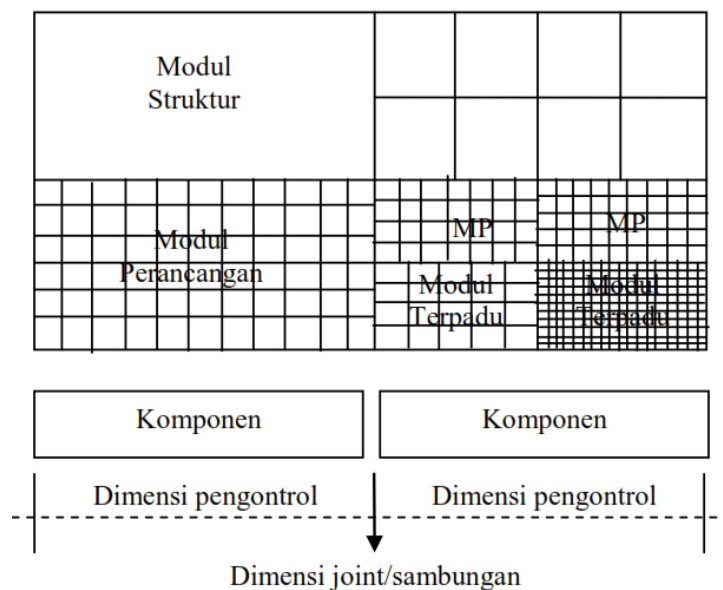 Modul
Struktur
MP
MP
Modul
Perancangan
Modul
Terpadu
Modul
Terpadu
Komponen
Komponen
Dimensi pengontrol
Dimensi pengontrol
Dimensi joint/sambungan